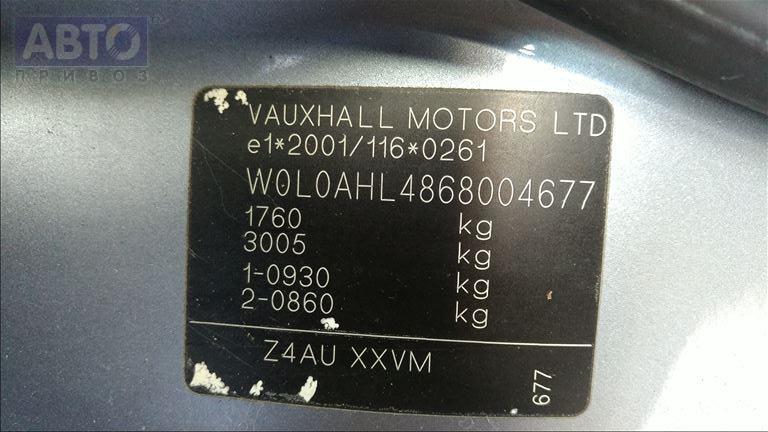 АВТО
ПРИВОЗ
VAUXHALL MOTORS LTD
e1*2001/116*0261
W0L0AHL4868004677
1760 kg
3005 kg
1-0930 kg
2-0860 kg
Z4AU XXVM
677